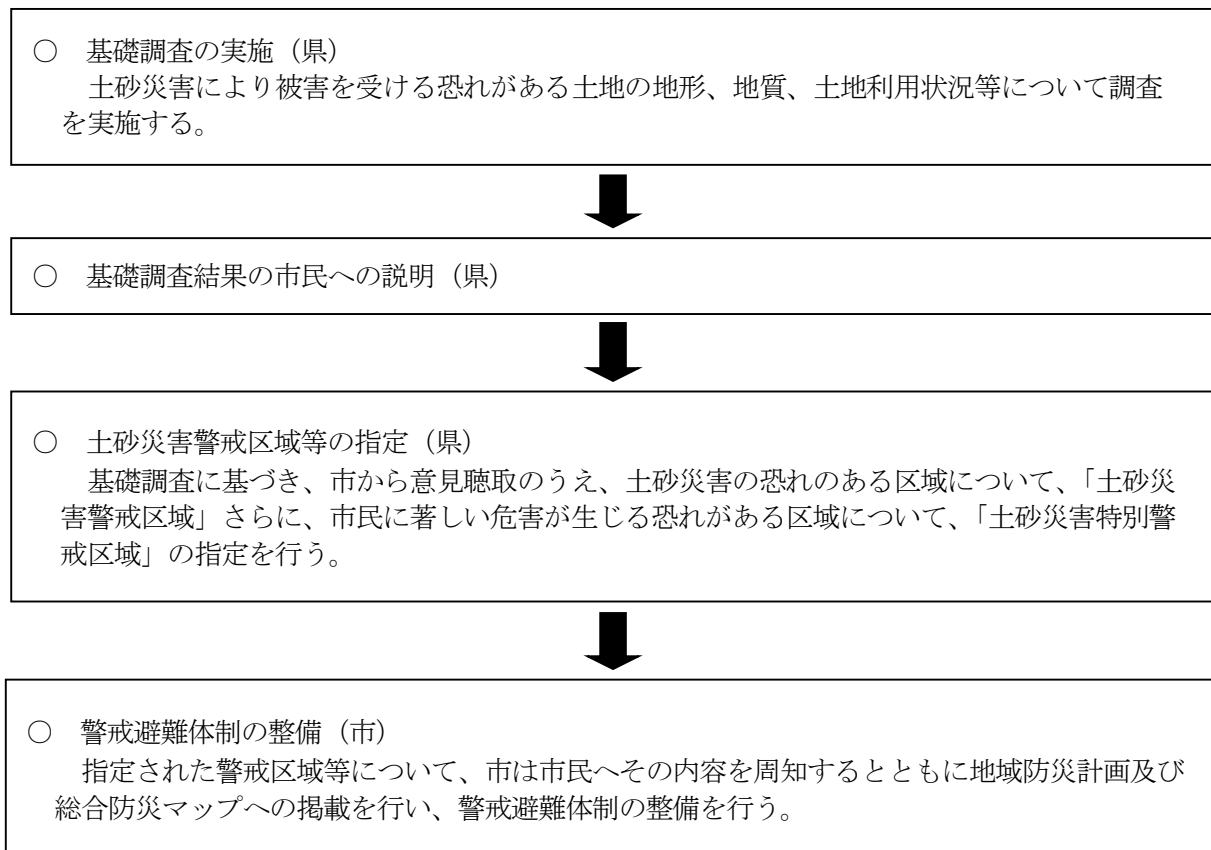 ○　基礎調査の実施（県）
土砂災害により被害を受ける恐れがある土地の地形、地質、土地利用状況等について調査
を実施する。
○　基礎調査結果の市民への説明（県）
○　土砂災害警戒区域等の指定（県）
基礎調査に基づき、市から意見聴取のうえ、土砂災害の恐れのある区域について、「土砂災
害警戒区域」さらに、市民に著しい危害が生じる恐れがある区域について、「土砂災害特別警
戒区域」の指定を行う。
○　警戒避難体制の整備（市）
指定された警戒区域等について、市は市民へその内容を周知するとともに地域防災計画及び
総合防災マップへの掲載を行い、警戒避難体制の整備を行う。